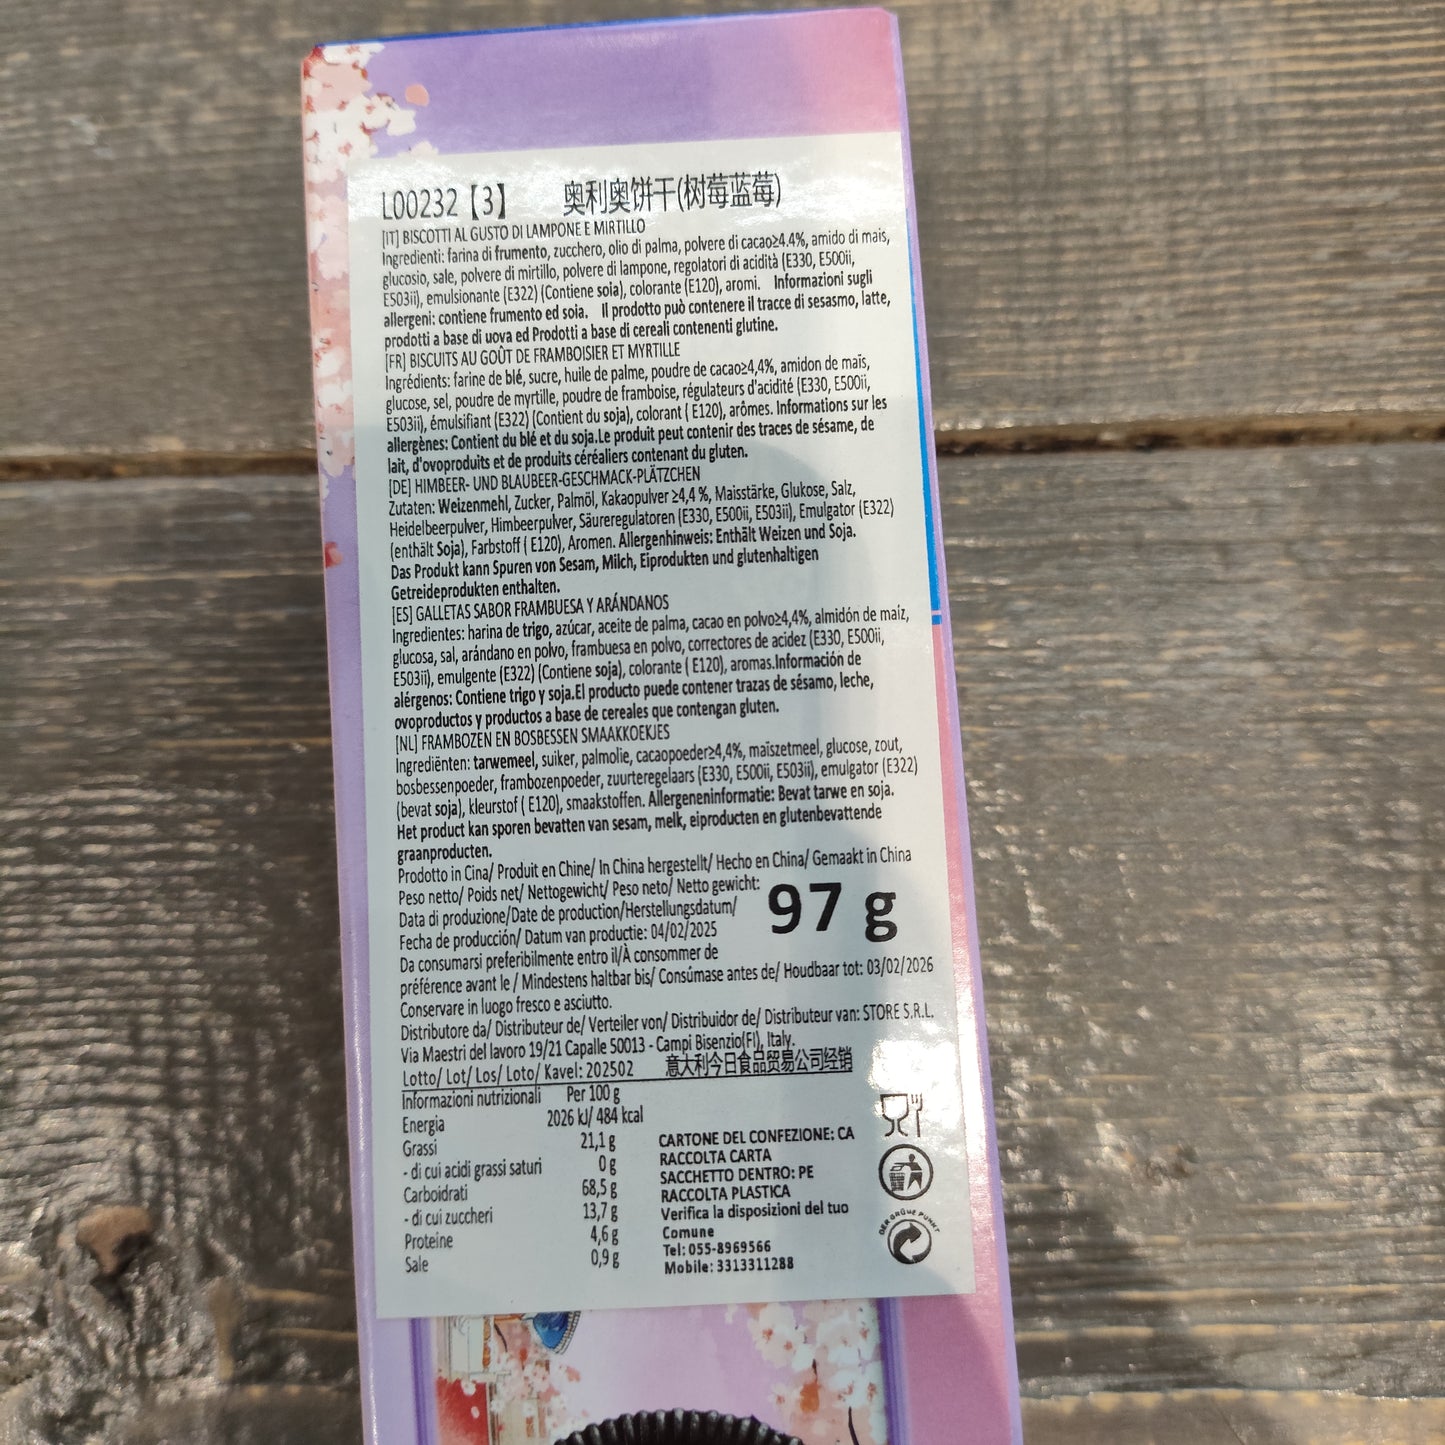 L00232【3】 奥利奥饼干(树莓蓝莓)
[IT] BISCOTTI AL GUSTO DI LAMPONE E MIRTILLO
Ingredienti: farina di frumento, zucchero, olio di palma, polvere di cacao≥4.4%, amido di mais,
glucosio, sale, polvere di mirtillo, polvere di lampone, regolatori di acidità (E330, E500ii,
E503ii), emulsionante (E322) (Contiene soia), colorante (E120), aromi. Informazioni sugli
allergeni: contiene frumento ed soia. Il prodotto può contenere il tracce di sesasmo, latte,
prodotti a base di uova ed Prodotti a base di cereali contenenti glutine.
[FR] BISCUITS AU GOÛT DE FRAMBOISIER ET MYRTILLE
Ingrédients: farine de blé, sucre, huile de palme, poudre de cacao≥4,4%, amidon de maïs,
glucose, sel, poudre de myrtille, poudre de framboise, régulateurs d'acidité (E330, E500ii,
E503ii), émulsifiant (E322) (Contient du soja), colorant ( E120), arômes. Informations sur les
allergènes: Contient du blé et du soja.Le produit peut contenir des traces de sésame, de
lait, d'ovoproduits et de produits céréaliers contenant du gluten.
[DE] HIMBEER- UND BLAUBEER-GESCHMACK-PLÄTZCHEN
Zutaten: Weizenmehl, Zucker, Palmöl, Kakaopulver ≥4,4 %, Maisstärke, Glukose, Salz,
Heidelbeerpulver, Himbeerpulver, Säureregulatoren (E330, E500ii, E503ii), Emulgator (E322)
(enthält Soja), Farbstoff ( E120), Aromen. Allergenhinweis: Enthält Weizen und Soja.
Das Produkt kann Spuren von Sesam, Milch, Eiprodukten und glutenhaltigen
Getreideprodukten enthalten.
[ES] GALLETAS SABOR FRAMBUESA Y ARÁNDANOS
Ingredientes: harina de trigo, azúcar, aceite de palma, cacao en polvo≥4,4%, almidón de maíz,
glucosa, sal, arándano en polvo, frambuesa en polvo, correctores de acidez (E330, E500ii,
E503ii), emulgente (E322) (Contiene soja), colorante ( E120), aromas.Información de
alérgenos: Contiene trigo y soja.El producto puede contener trazas de sésamo, leche,
ovoproductos y productos a base de cereales que contengan gluten.
[NL] FRAMBOZEN EN BOSBESSEN SMAAKKOEKJES
Ingrediënten: tarwemeel, suiker, palmolie, cacaopoeder≥4,4%, maïszetmeel, glucose, zout,
bosbessenpoeder, frambozenpoeder, zuurteregelaars (E330, E500ii, E503ii), emulgator (E322)
(bevat soja), kleurstof ( E120), smaakstoffen. Allergeneninformatie: Bevat tarwe en soja.
Het product kan sporen bevatten van sesam, melk, eiproducten en glutenbevattende
graanproducten.
Prodotto in Cina/ Produit en Chine/ In China hergestellt/ Hecho en China/ Gemaakt in China
Peso netto/ Poids net/ Nettogewicht/ Peso neto/ Netto gewicht: 97 g
Data di produzione/Date de production/Herstellungsdatum/
Fecha de producción/ Datum van productie: 04/02/2025
Da consumarsi preferibilmente entro il/À consommer de
préférence avant le / Mindestens haltbar bis/ Consúmase antes de/ Houdbaar tot: 03/02/2026
Conservare in luogo fresco e asciutto.
Distributore da/ Distributeur de/ Verteiler von/ Distribuidor de/ Distributeur van: STORE S.R.L.
Via Maestri del lavoro 19/21 Capalle 50013 - Campi Bisenzio(FI), Italy.
Lotto/ Lot/ Los/ Loto/ Kavel: 202502 意大利今日食品贸易公司经销
Informazioni nutrizionali Per 100 g
Energia 2026 kJ/ 484 kcal
Grassi 21,1 g
- di cui acidi grassi saturi 0 g
Carboidrati 68,5 g
- di cui zuccheri 13,7 g
Proteine 4,6 g
Sale 0,9 g
CARTONE DEL CONFEZIONE: CA
RACCOLTA CARTA
SACCHETTO DENTRO: PE
RACCOLTA PLASTICA
Verifica la disposizioni del tuo
Comune
Tel: 055-8969566
Mobile: 3313311288
DER GRÜNE PUNKT